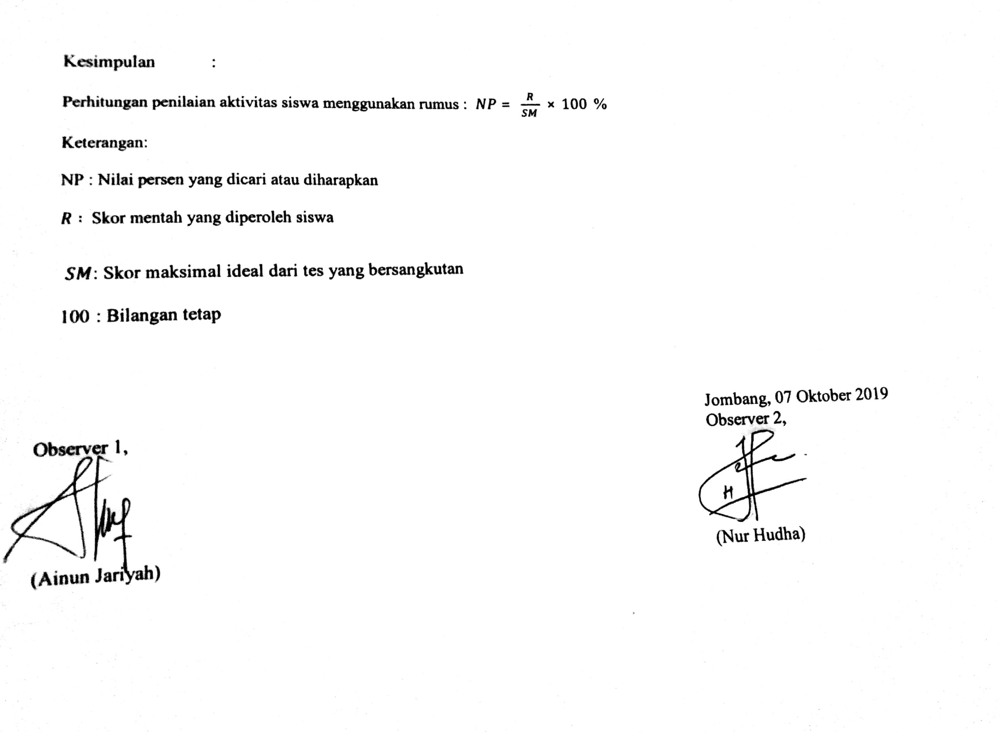 Kesimpulan :
Perhitungan penilaian aktivitas siswa menggunakan rumus : NP = R/SM × 100 %
Keterangan:
NP : Nilai persen yang dicari atau diharapkan
R : Skor mentah yang diperoleh siswa
SM: Skor maksimal ideal dari tes yang bersangkutan
100 : Bilangan tetap
Jombang, 07 Oktober 2019
Observer 2,
(Nur Hudha)
Observer 1,
(Ainun Jariyah)